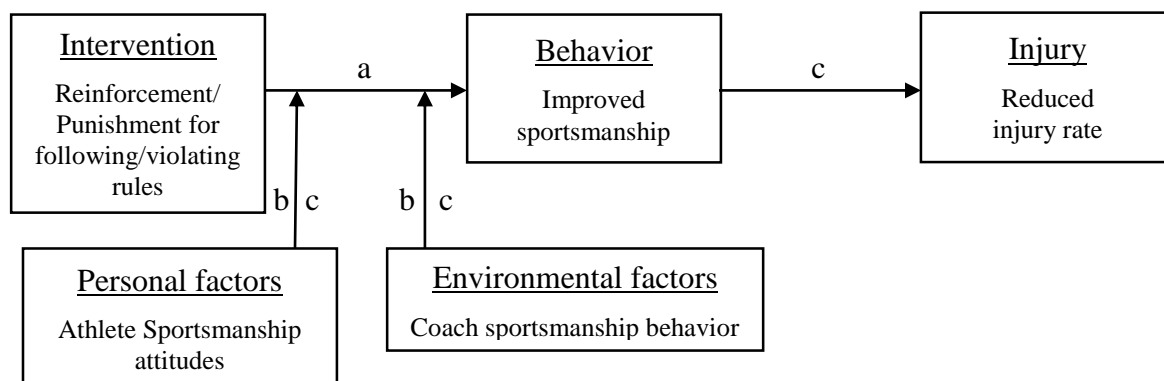 Intervention
Reinforcement/
Punishment for
following/violating
rules
a
Behavior
Improved
sportsmanship
c
Injury
Reduced
injury rate
b c
b c
Personal factors
Athlete Sportsmanship
attitudes
Environmental factors
Coach sportsmanship behavior